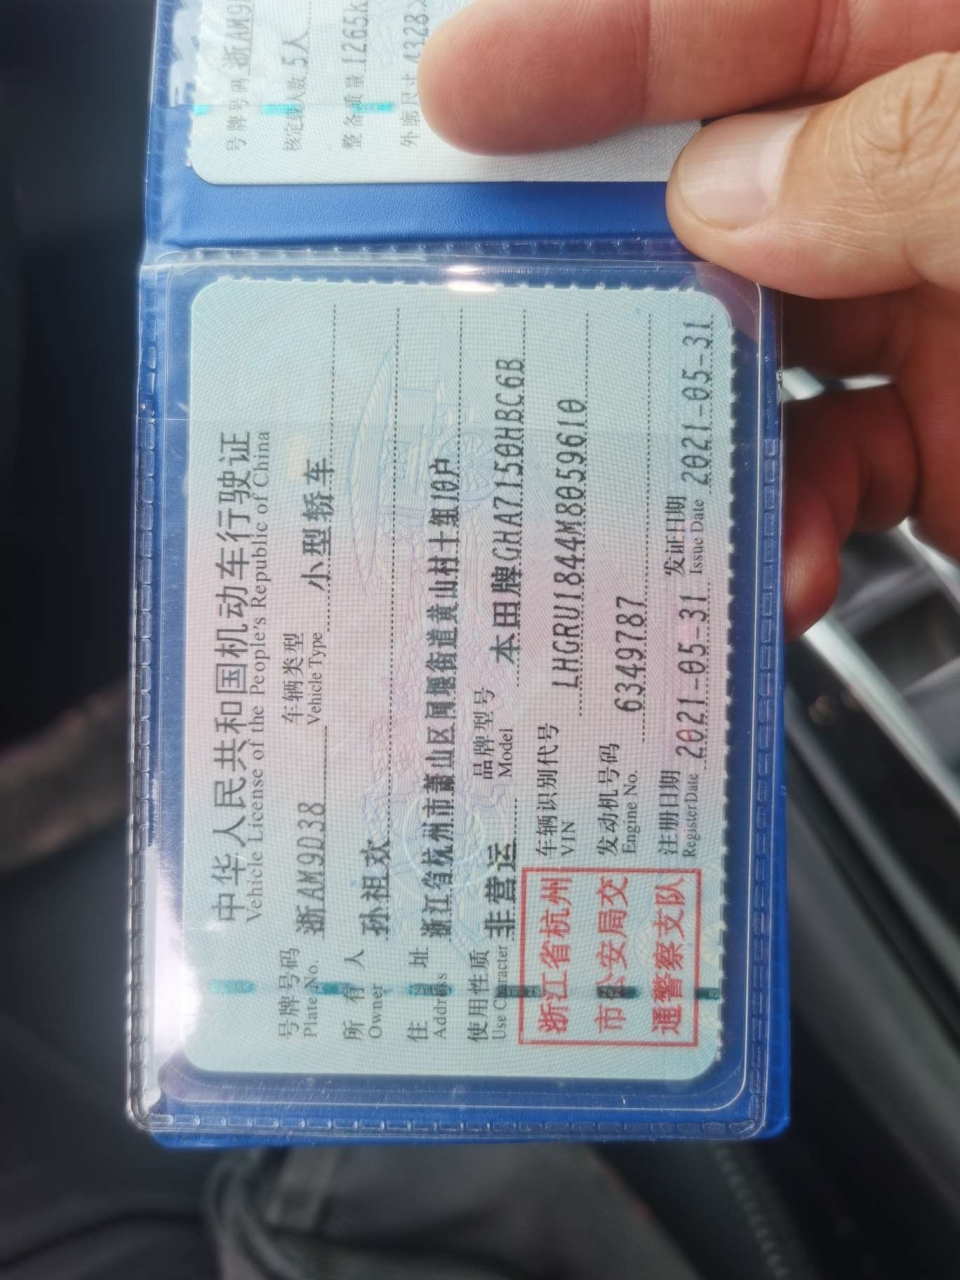 中华人民共和国机动车行驶证
Vehicle License of the People's Republic of China
号牌号码 浙AM9D38 车辆类型 小型轿车
Plate No. Vehicle Type
所有人 孙祖欢
Owner
住址 浙江省杭州市萧山区闻堰街道黄山村土组10户
Address
使用性质 非营运 品牌型号 本田牌GHA7150HBC6B
Use Character Model
浙江省杭州
市公安局交
通警察支队
车辆识别代号 LHGRU1844M8059610
VIN
发动机号码 6349787
Engine No.
注册日期 2021-05-31 发证日期 2021-05-31
Register Date Issue Date
号牌号码 浙AM9
核定载人数 5人
整备质量 1265k
外廓尺寸 4328